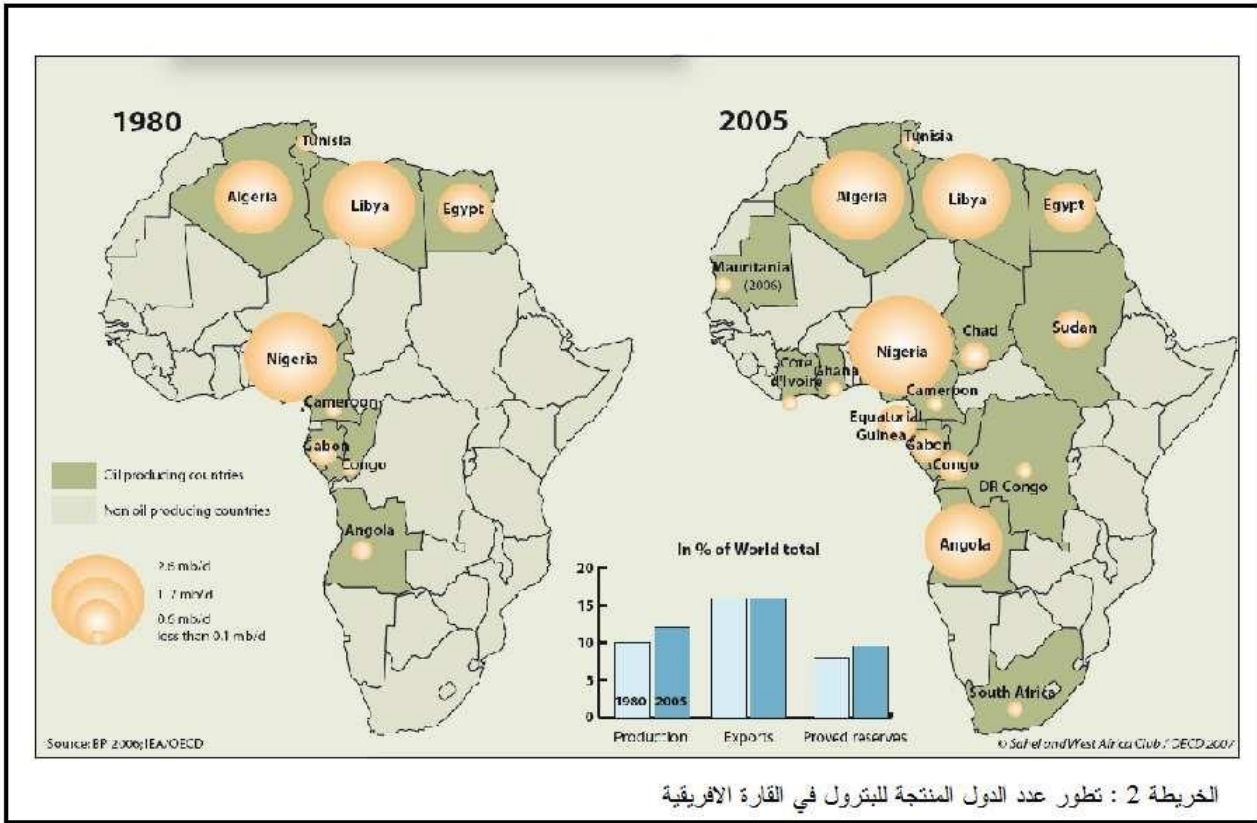 1980
Tunisia
Algeria
Libya
Egypt
Nigeria
Cameroon
Gabon
Congo
Angola
Oil producing countries
Non oil producing countries
2.6 mb/d
1.7 mb/d
0.6 mb/d
less than 0.1 mb/d
Source: BP 2006; IEA/OECD
2005
Tunisia
Algeria
Libya
Egypt
Mauritania
(2006)
Nigeria
Chad
Sudan
Cote
d'Ivoire
Ghana
Cameroon
Equatorial
Guinea
Gabon
Congo
DR Congo
Angola
South Africa
In % of World total
20
15
10
5
0
1980
2005
Production
Exports
Proved reserves
© Sahel and West Africa Club / OECD 2007
الخريطة 2 : تطور عدد الدول المنتجة للبترول في القارة الافريقية